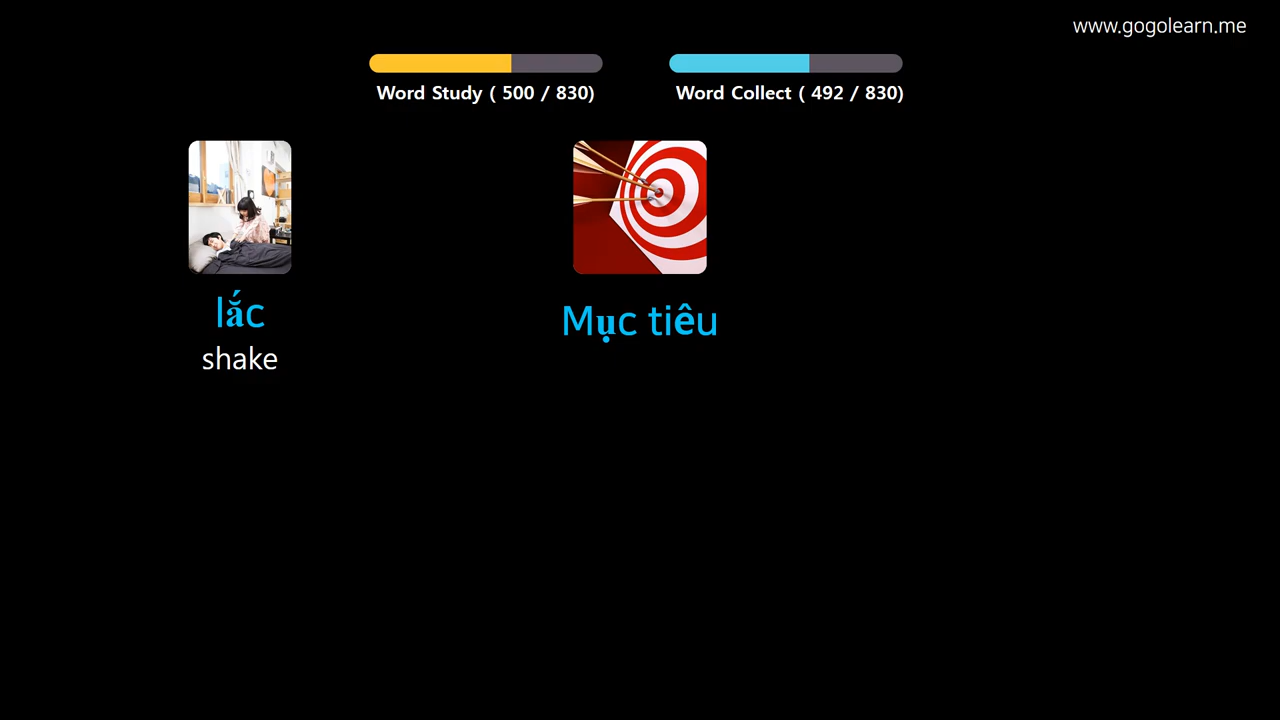 www.gogolearn.me
Word Study ( 500 / 830)
Word Collect ( 492 / 830)
lắc
shake
Mục tiêu